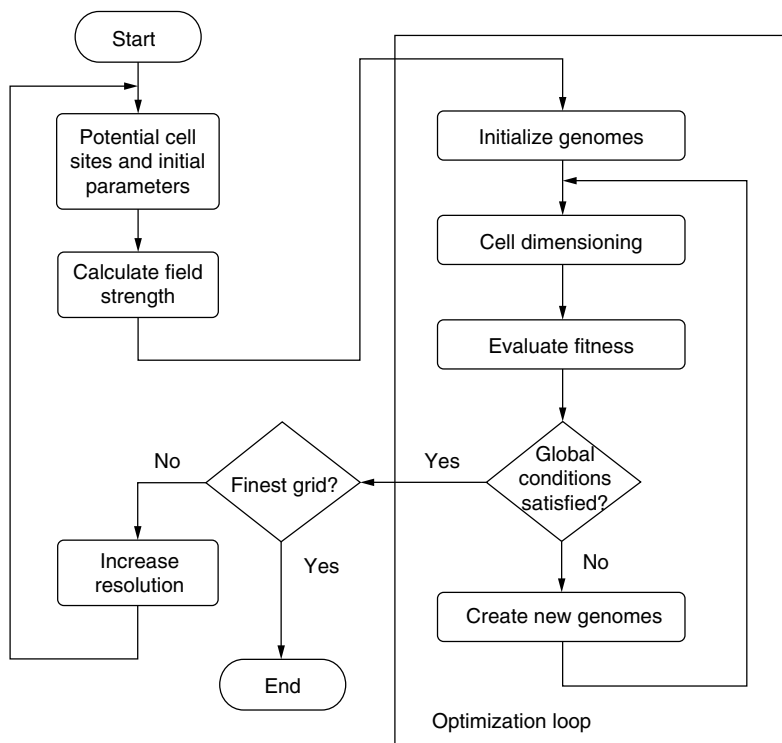 Start
Potential cell
sites and initial
parameters
Calculate field
strength
Initialize genomes
Cell dimensioning
Evaluate fitness
Global
conditions
satisfied?
Yes
No
Finest grid?
No
Yes
Increase
resolution
End
Create new genomes
Optimization loop